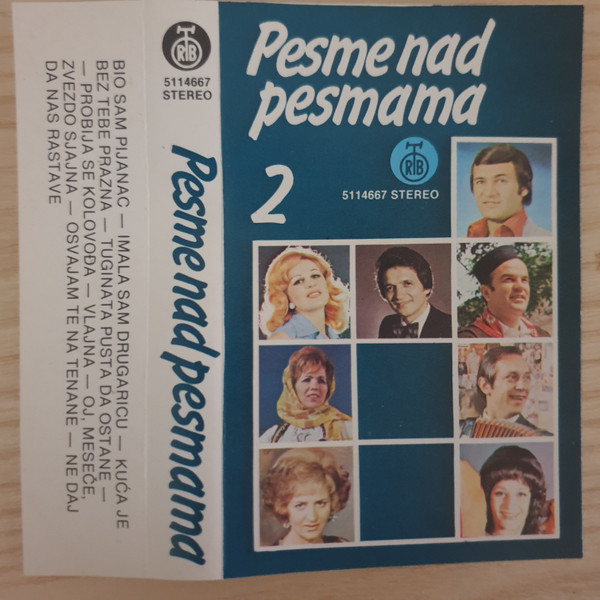 BIO SAM PIJANAC — IMALA SAM DRUGARICU — KUĆA JE
BEZ TEBE PRAZNA — TUGINATA PUSTA DA OSTANE —
— PROBIJA SE KOLOVOĐA — VLAJNA — OJ, MESEČE,
ZVEZDO SJAJNA — OSVAJAM TE NA TENANE — NE DAJ
DA NAS RASTAVE
RTB
5114667
STEREO
Pesme nad pesmama
Pesme nad
pesmama
2
RTB
5114667 STEREO